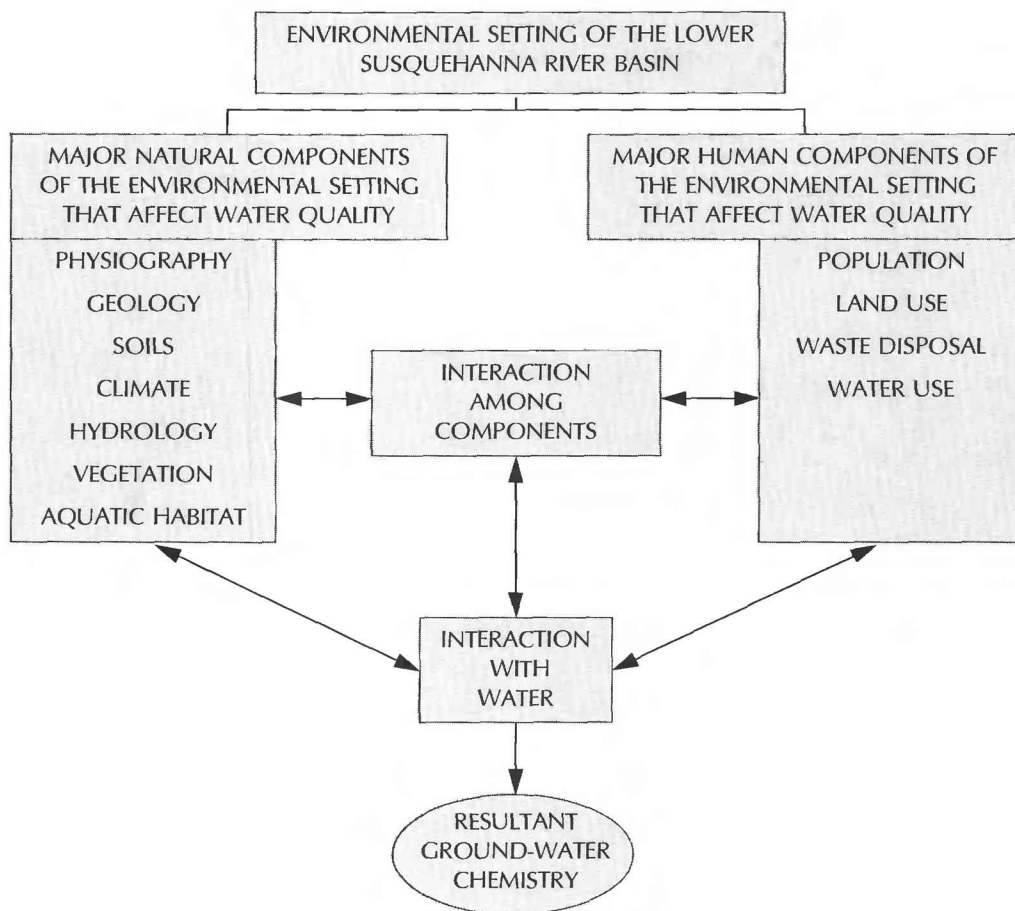 ENVIRONMENTAL SETTING OF THE LOWER
SUSQUEHANNA RIVER BASIN
MAJOR NATURAL COMPONENTS
OF THE ENVIRONMENTAL SETTING
THAT AFFECT WATER QUALITY
PHYSIOGRAPHY
GEOLOGY
SOILS
CLIMATE
HYDROLOGY
VEGETATION
AQUATIC HABITAT
MAJOR HUMAN COMPONENTS OF
THE ENVIRONMENTAL SETTING
THAT AFFECT WATER QUALITY
POPULATION
LAND USE
WASTE DISPOSAL
WATER USE
INTERACTION
AMONG
COMPONENTS
INTERACTION
WITH
WATER
RESULTANT
GROUND-WATER
CHEMISTRY